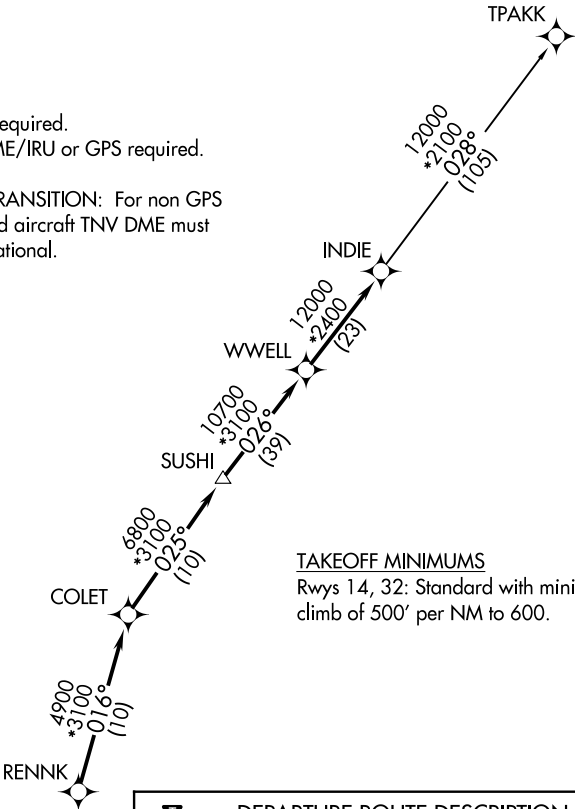 TPAKK
equired.
ME/IRU or GPS required.
RANSITION: For non GPS
d aircraft TNV DME must
ational.
12000
*2100
028°
(105)
INDIE
12000
*2400
(23)
WWELL
10700
*3100
026°
(39)
SUSHI
6800
*3100
025°
(10)
TAKEOFF MINIMUMS
Rwys 14, 32: Standard with mini
climb of 500' per NM to 600.
COLET
4900
*3100
016°
(10)
RENNK
DEPARTURE ROUTE DESCRIPTION